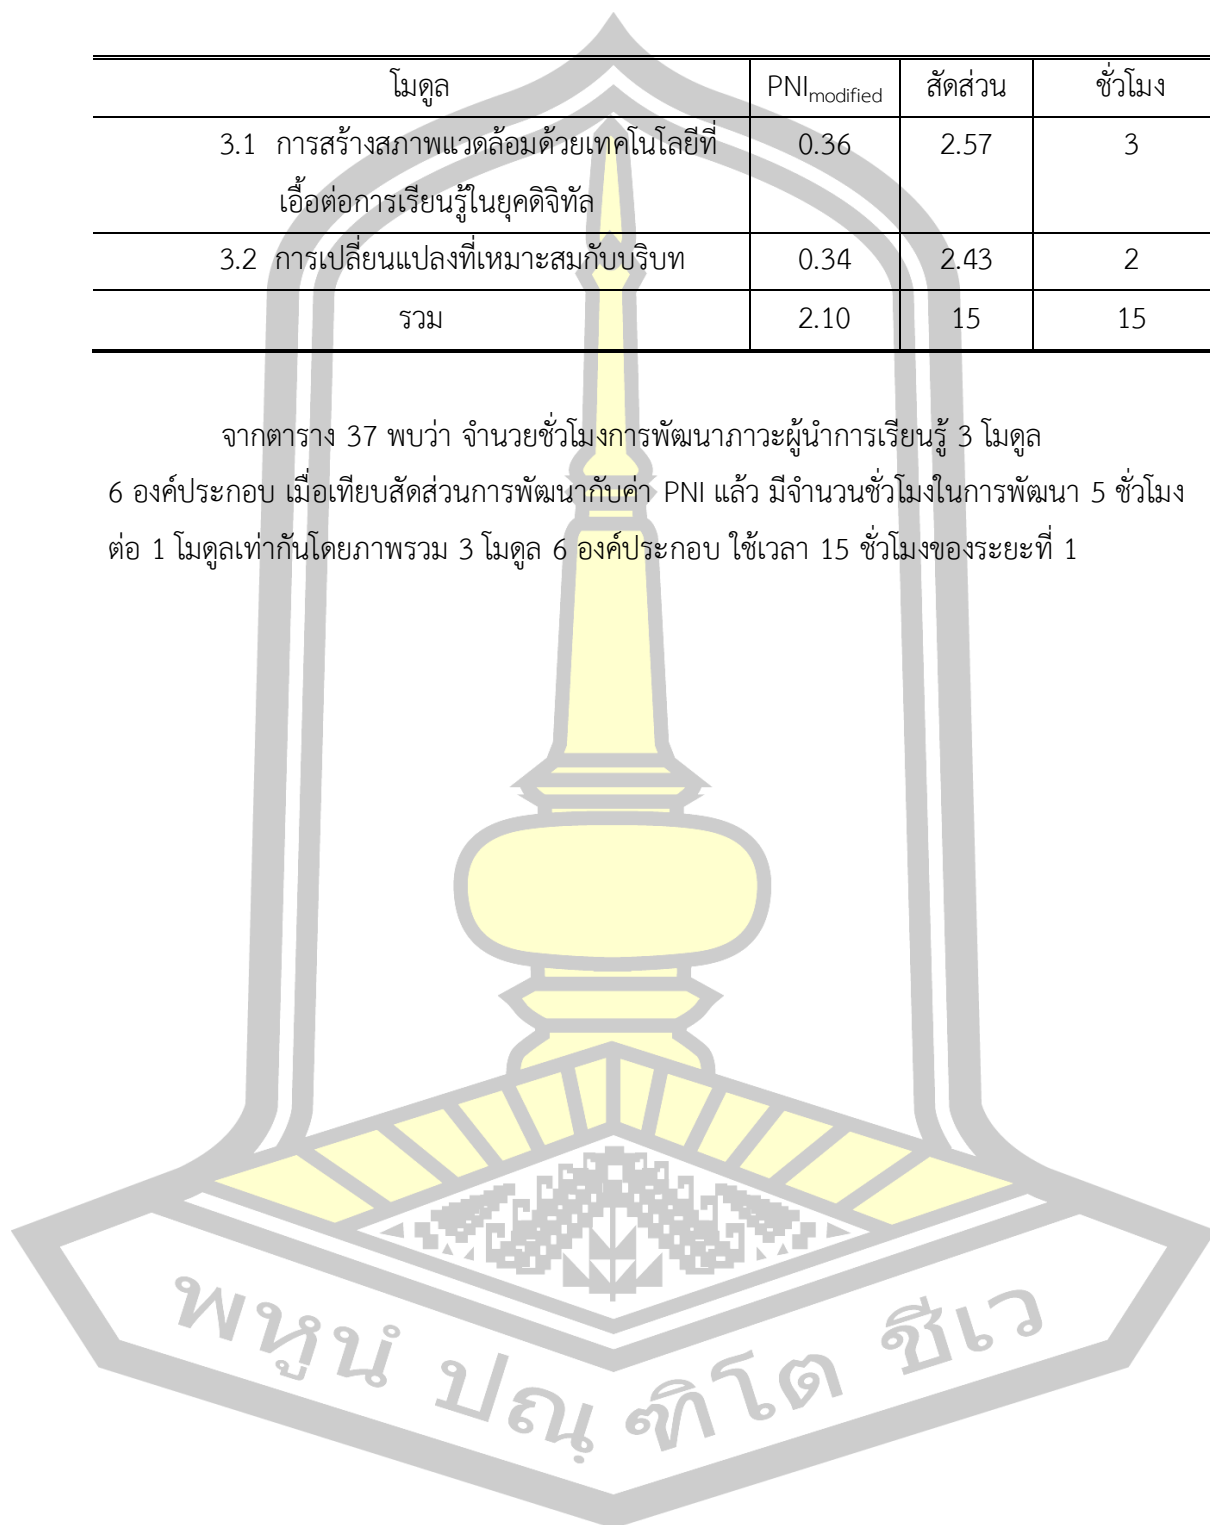 โมดูล PNImodified สัดส่วน ชั่วโมง
3.1 การสร้างสภาพแวดล้อมด้วยเทคโนโลยีที่ 0.36 2.57 3
เอื้อต่อการเรียนรู้ในยุคดิจิทัล
3.2 การเปลี่ยนแปลงที่เหมาะสมกับบริบท 0.34 2.43 2
รวม 2.10 15 15
จากตาราง 37 พบว่า จำนวยชั่วโมงการพัฒนาภาวะผู้นำการเรียนรู้ 3 โมดูล
6 องค์ประกอบ เมื่อเทียบสัดส่วนการพัฒนากับค่า PNI แล้ว มีจำนวนชั่วโมงในการพัฒนา 5 ชั่วโมง
ต่อ 1 โมดูลเท่ากันโดยภาพรวม 3 โมดูล 6 องค์ประกอบ ใช้เวลา 15 ชั่วโมงของระยะที่ 1
พหูนํ ปณฺฑิโต ชีเว